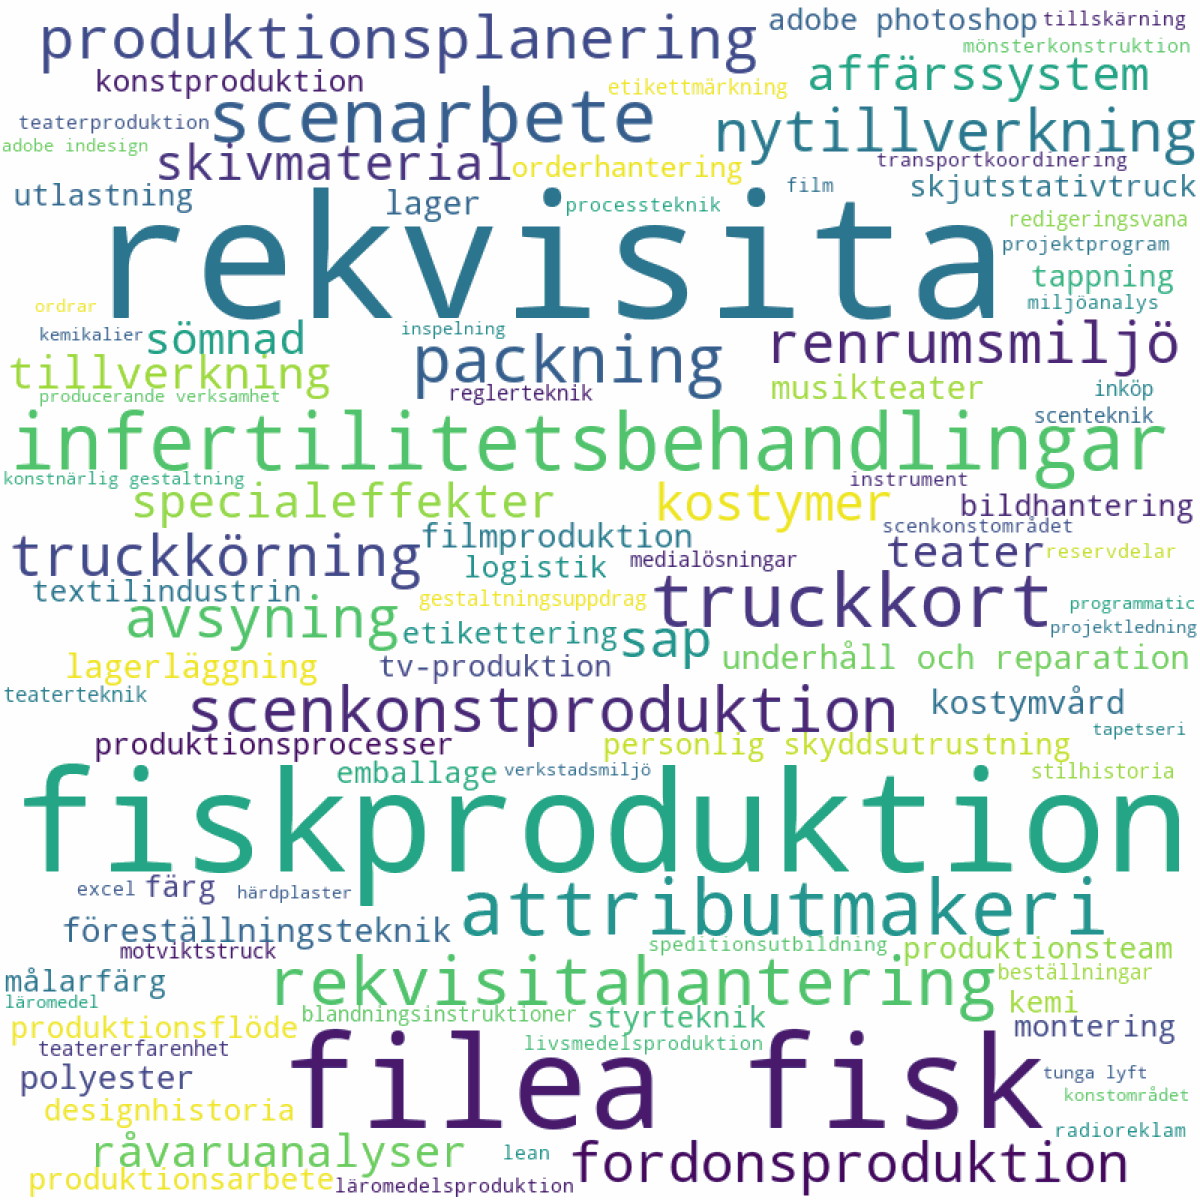 produktionsplanering
adobe photoshop
tillskärning
mönsterkonstruktion
konstproduktion
etikettmärkning
affärssystem
teaterproduktion
scenarbete
nytillverkning
adobe indesign
skivmaterial
orderhantering
transportkoordinering
utlastning
lager
processteknik
film
skjutstativtruck
rekvisita
redigeringsvana
projektprogram
tappning
ordrar
miljöanalys
kemikalier
sömnad
inspelning
packning
renrumsmiljö
tillverkning
producerande verksamhet
reglerteknik
musikteater
inköp
scenteknik
infertilitetsbehandlingar
konstnärlig gestaltning
specialeffekter
kostymer
instrument
bildhantering
scenkonstområdet
truckkörning
filmproduktion
teater
reservdelar
logistik
medialösningar
textilindustrin
gestaltningsuppdrag
truckkort
programmatic
avsyning
etikettering
sap
projektledning
lagerläggning
tv-produktion
underhåll och reparation
teaterteknik
scenkonstproduktion
kostymvård
tapetseri
produktionsprocesser
personlig skyddsutrustning
emballage
verkstadsmiljö
stilhistoria
fiskproduktion
excel
färg
härdplaster
attributmakeri
föreställningsteknik
motviktstruck
speditionsutbildning
produktionsteam
målarfärg
rekvisitahantering
beställningar
läromedel
kemi
produktionsflöde
blandningsinstruktioner
styrteknik
montering
teatererfarenhet
livsmedelsproduktion
polyester
filea fisk
tunga lyft
konstområdet
designhistoria
radioreklam
råvaruanalyser
lean
fordonsproduktion
produktionsarbete
läromedelsproduktion